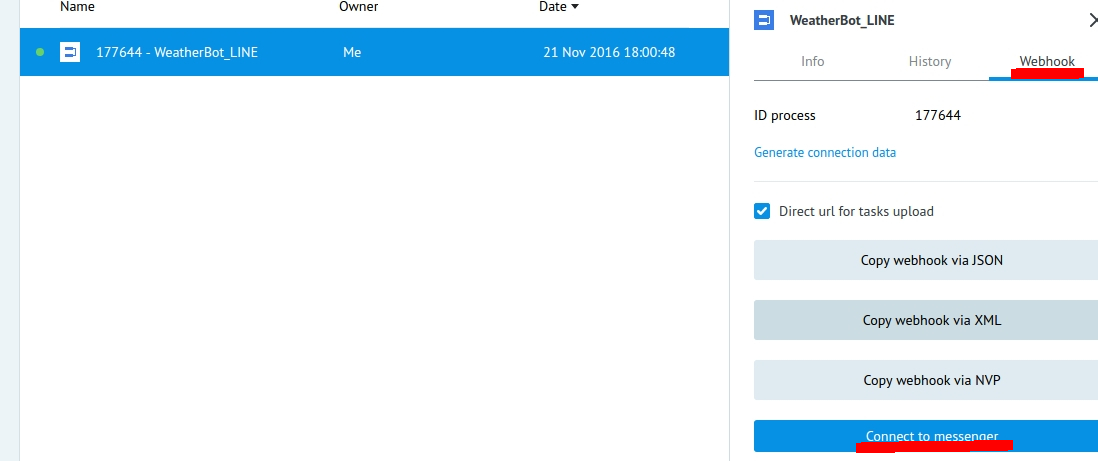 Name Owner Date
177644 - WeatherBot_LINE Me 21 Nov 2016 18:00:48
WeatherBot_LINE
Info History Webhook
ID process 177644
Generate connection data
Direct url for tasks upload
Copy webhook via JSON
Copy webhook via XML
Copy webhook via NVP
Connect to messenger